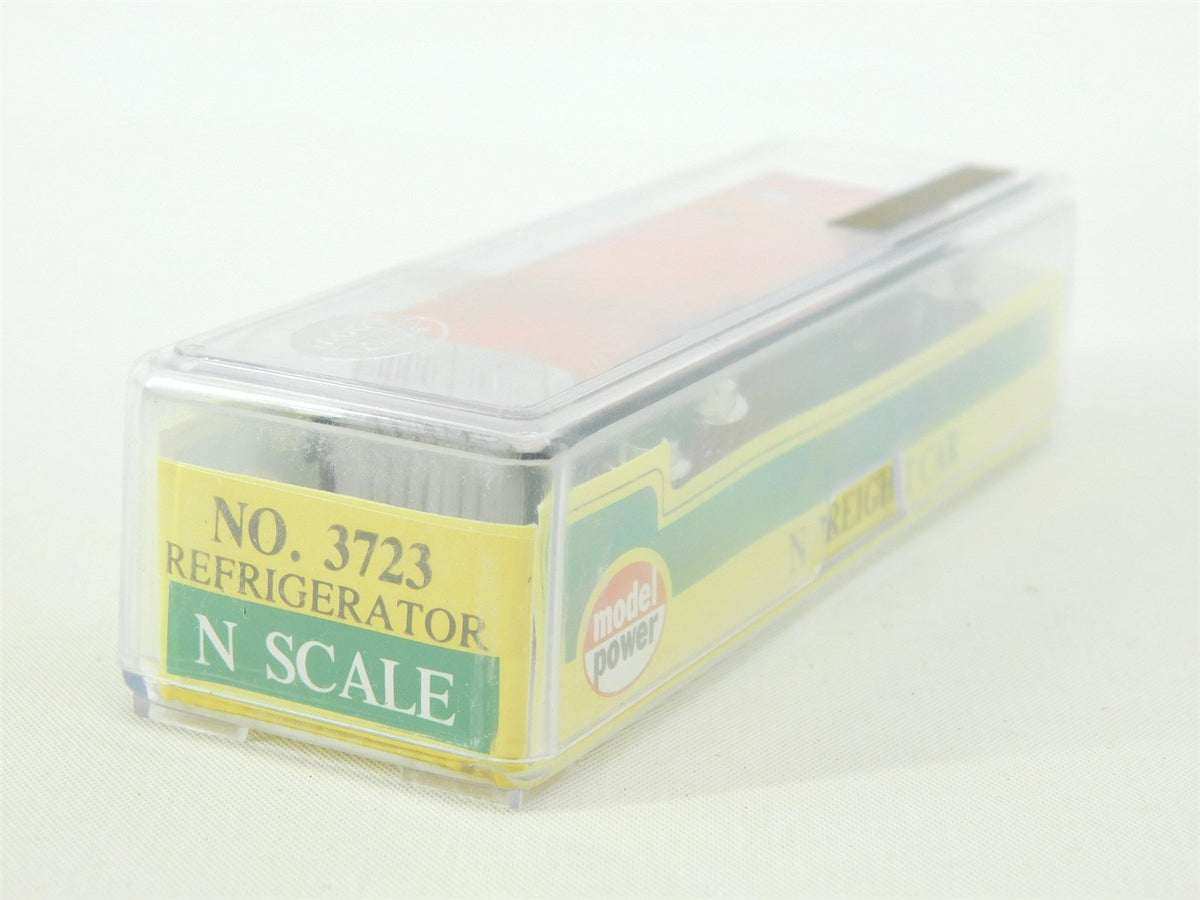 NO. 3723
REFRIGERATOR
N SCALE
model
power
N FREIGHT CAR